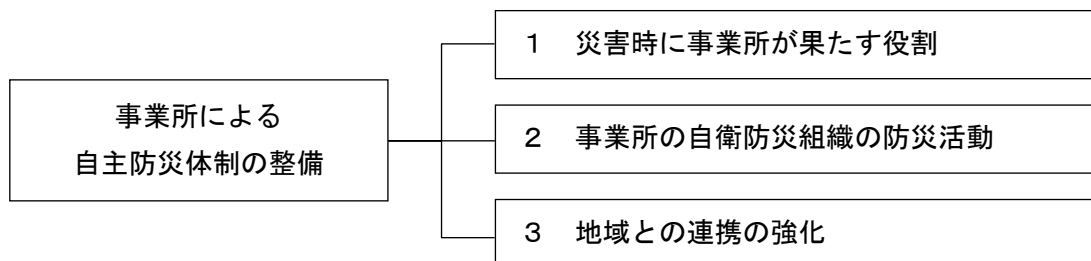 事業所による
自主防災体制の整備
１　災害時に事業所が果たす役割
２　事業所の自衛防災組織の防災活動
３　地域との連携の強化